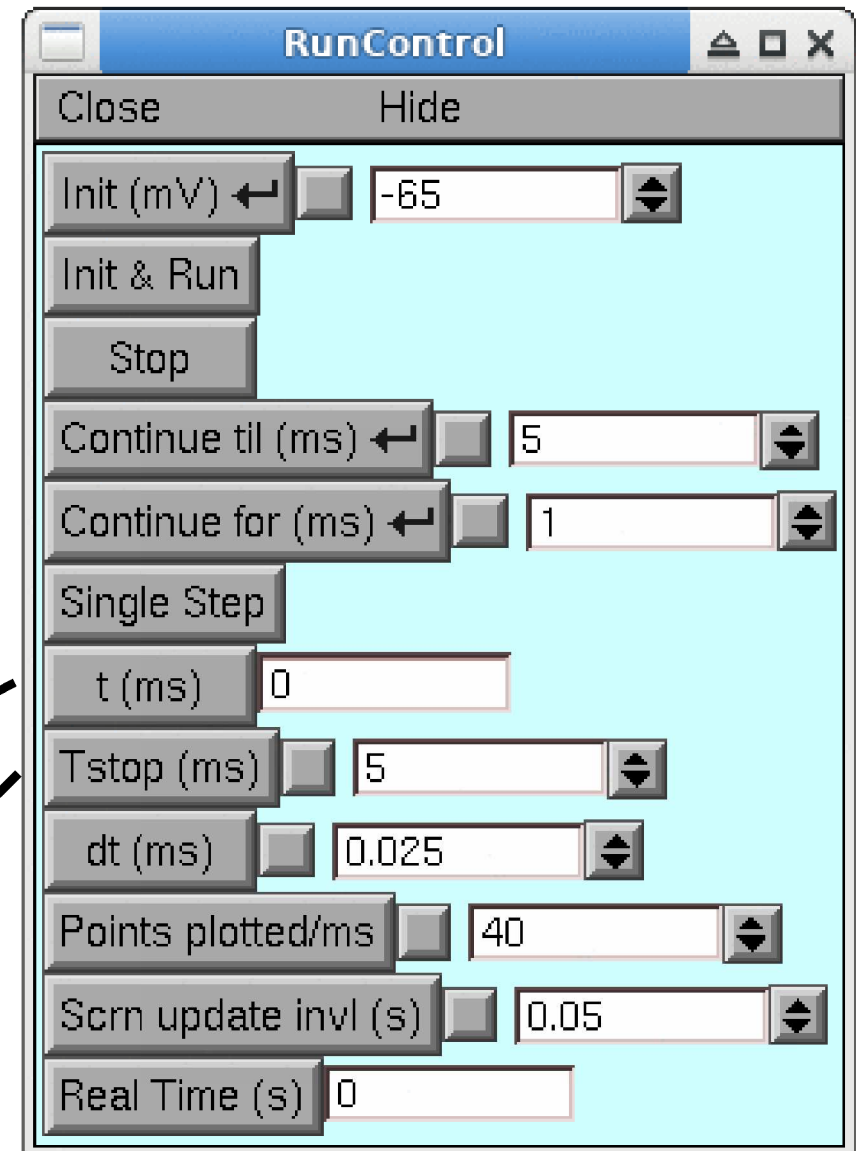 RunControl
Close Hide
Init (mV) -65
Init & Run
Stop
Continue til (ms) 5
Continue for (ms) 1
Single Step
t (ms) 0
Tstop (ms) 5
dt (ms) 0.025
Points plotted/ms 40
Scrn update invl (s) 0.05
Real Time (s) 0